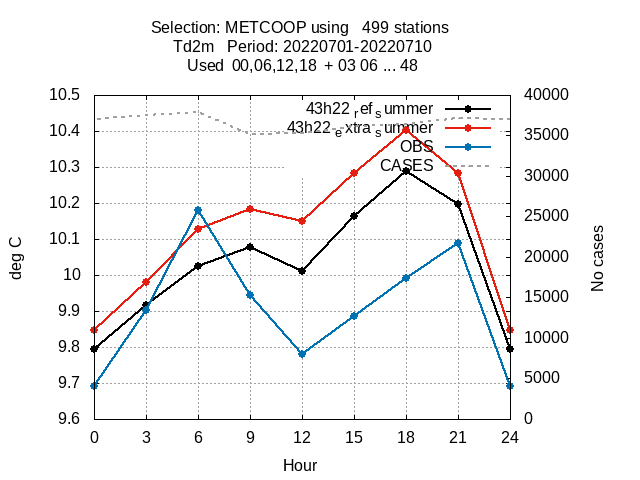 Selection: METCOOP using 499 stations
Td2m Period: 20220701-20220710
Used 00,06,12,18 + 03 06 ... 48
10.5
10.4
10.3
10.2
10.1
10
9.9
9.8
9.7
9.6
deg C
43h22_ref_summer
43h22_extra_summer
OBS
CASES
40000
35000
30000
25000
20000
15000
10000
5000
0
No cases
0 3 6 9 12 15 18 21 24
Hour